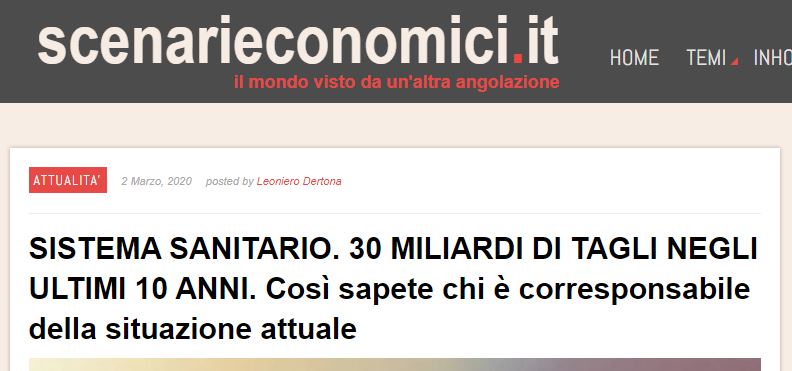 scenarieconomici.it
il mondo visto da un'altra angolazione
HOME TEMI INHO
ATTUALITA' 2 Marzo, 2020 posted by Leoniero Dertona
SISTEMA SANITARIO. 30 MILIARDI DI TAGLI NEGLI
ULTIMI 10 ANNI. Così sapete chi è corresponsabile
della situazione attuale